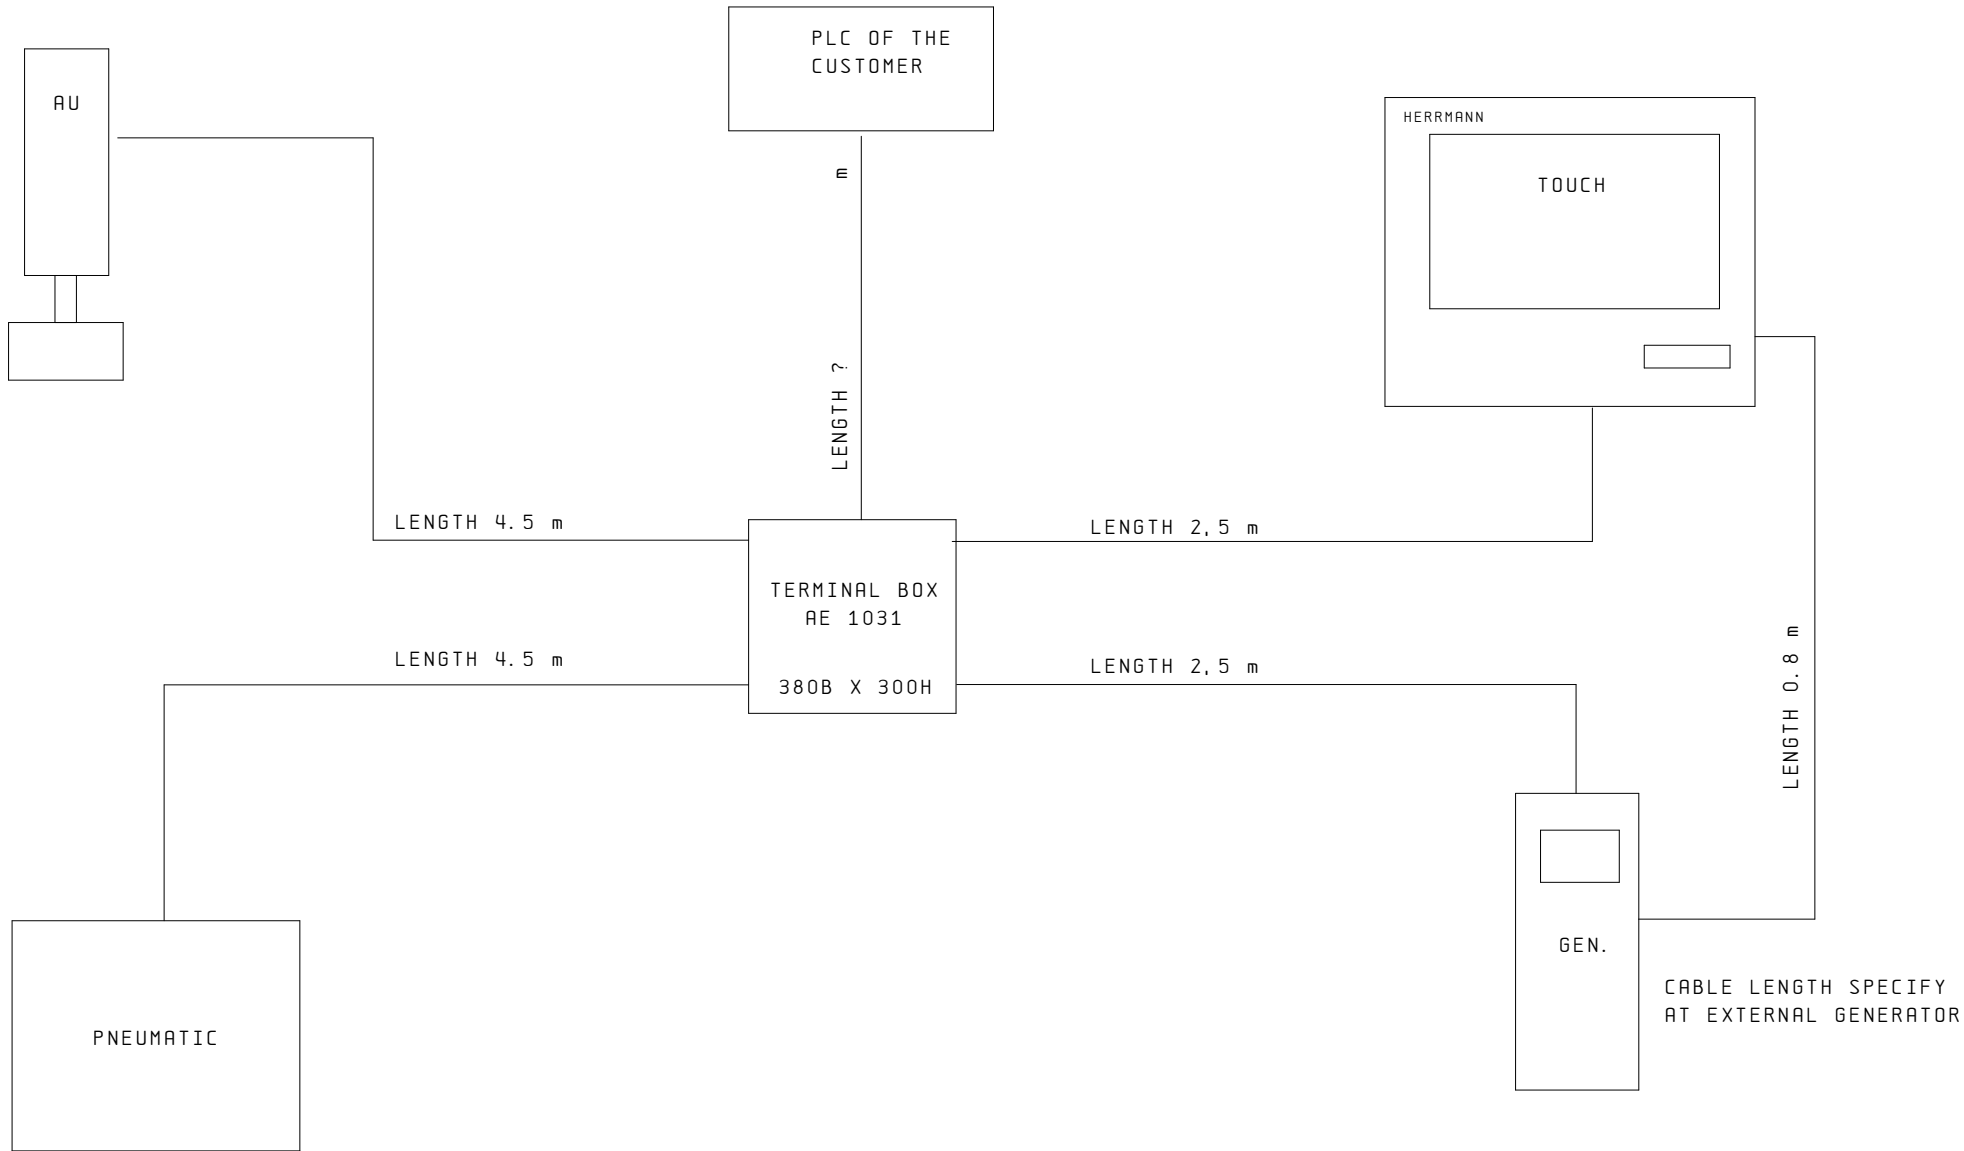 PLC OF THE
CUSTOMER
AU
HERRMANN
TOUCH
LENGTH ? m
LENGTH 4.5 m
LENGTH 2,5 m
TERMINAL BOX
AE 1031
380B X 300H
LENGTH 4.5 m
LENGTH 2,5 m
LENGTH 0.8 m
GEN.
CABLE LENGTH SPECIFY
AT EXTERNAL GENERATOR
PNEUMATIC